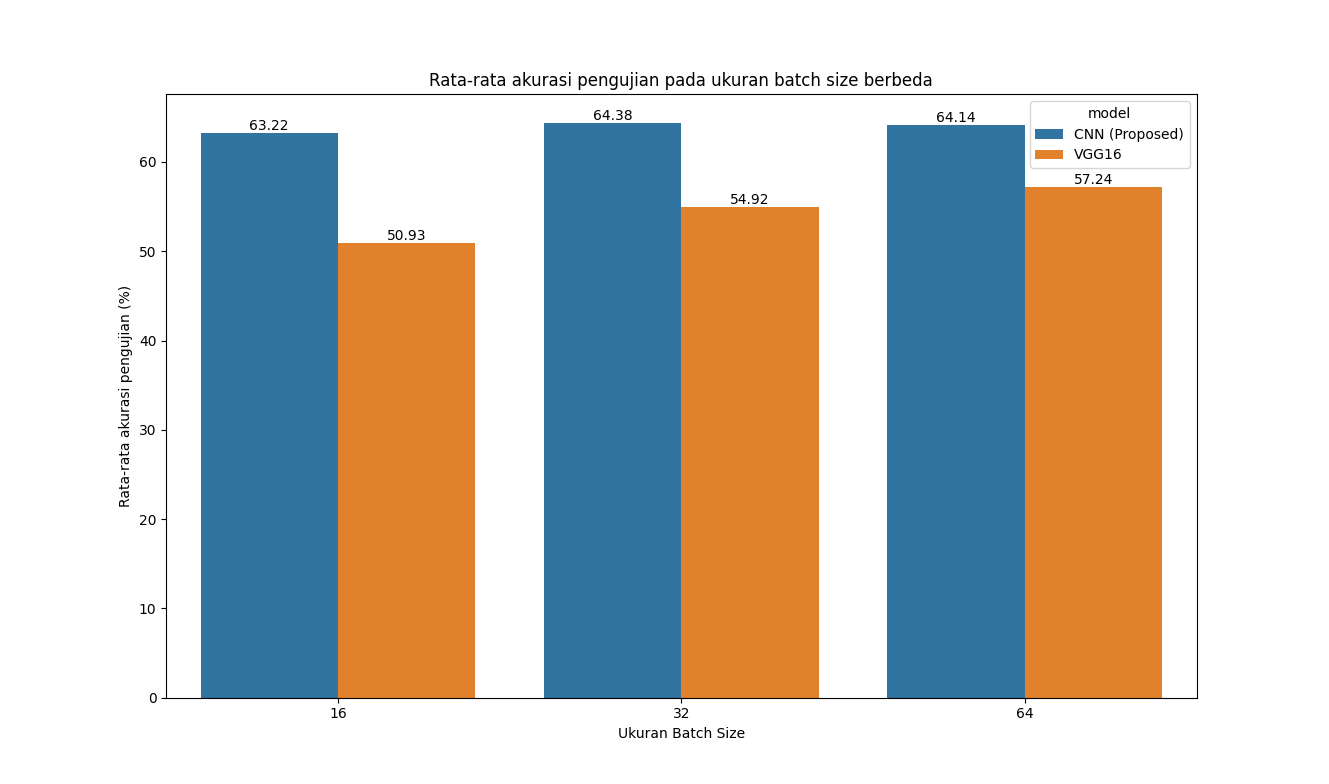 Rata-rata akurasi pengujian pada ukuran batch size berbeda
63.22
64.38
64.14
model
CNN (Proposed)
VGG16
50.93
54.92
57.24
Rata-rata akurasi pengujian (%)
60
50
40
30
20
10
0
16
32
64
Ukuran Batch Size